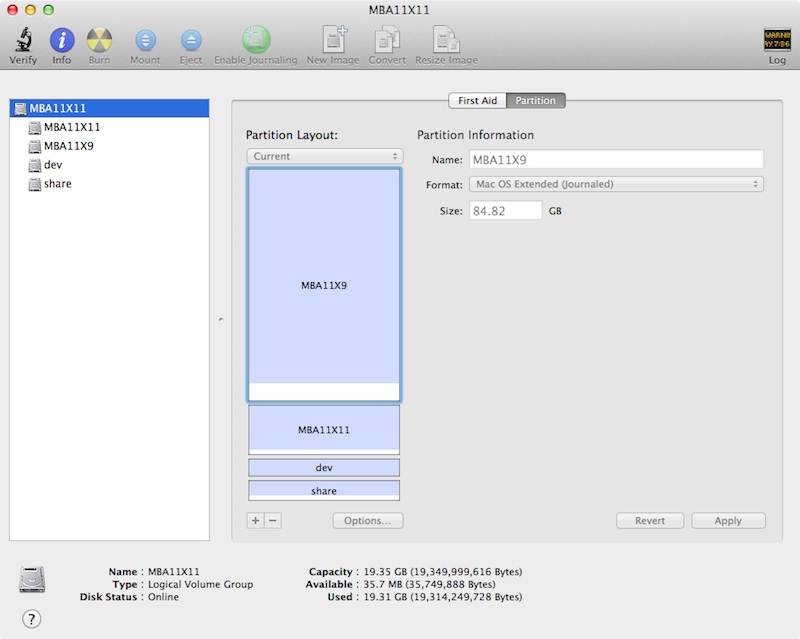 MBA11X11
Verify Info Burn Mount Eject Enable Journaling New Image Convert Resize Image Log
MBA11X11
MBA11X11
MBA11X9
dev
share
First Aid Partition
Partition Layout:
Current
MBA11X9
MBA11X11
dev
share
+ −
Options...
Partition Information
Name: MBA11X9
Format: Mac OS Extended (Journaled)
Size: 84.82 GB
Revert Apply
Name : MBA11X11
Type : Logical Volume Group
Disk Status : Online
Capacity : 19.35 GB (19,349,999,616 Bytes)
Available : 35.7 MB (35,749,888 Bytes)
Used : 19.31 GB (19,314,249,728 Bytes)
?